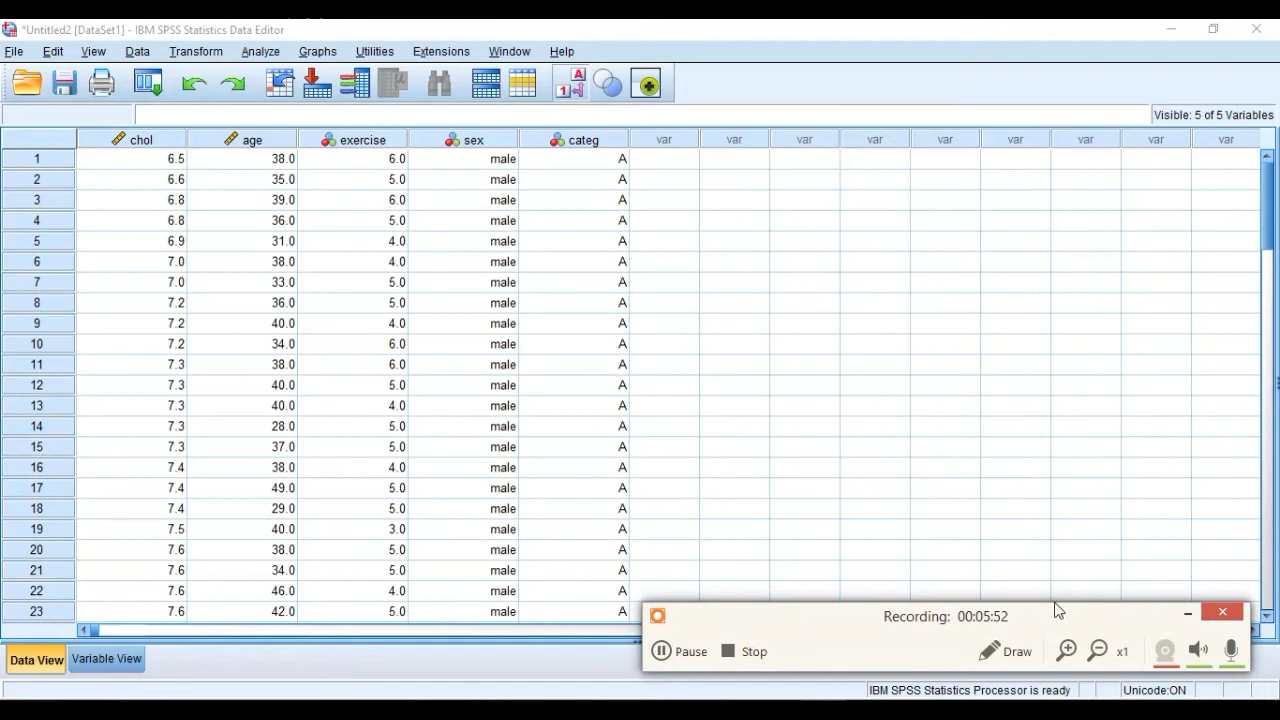 *Untitled2 [DataSet1] - IBM SPSS Statistics Data Editor
File Edit View Data Transform Analyze Graphs Utilities Extensions Window Help
Visible: 5 of 5 Variables
chol age exercise sex categ var var var var var var var var var
1 6.5 38.0 6.0 male A
2 6.6 35.0 5.0 male A
3 6.8 39.0 6.0 male A
4 6.8 36.0 5.0 male A
5 6.9 31.0 4.0 male A
6 7.0 38.0 4.0 male A
7 7.0 33.0 5.0 male A
8 7.2 36.0 5.0 male A
9 7.2 40.0 4.0 male A
10 7.2 34.0 6.0 male A
11 7.3 38.0 6.0 male A
12 7.3 40.0 5.0 male A
13 7.3 40.0 4.0 male A
14 7.3 28.0 5.0 male A
15 7.3 37.0 5.0 male A
16 7.4 38.0 4.0 male A
17 7.4 49.0 5.0 male A
18 7.4 29.0 5.0 male A
19 7.5 40.0 3.0 male A
20 7.6 38.0 5.0 male A
21 7.6 34.0 5.0 male A
22 7.6 46.0 4.0 male A
23 7.6 42.0 5.0 male A
Recording: 00:05:52
Pause Stop Draw x1
Data View Variable View
IBM SPSS Statistics Processor is ready Unicode:ON